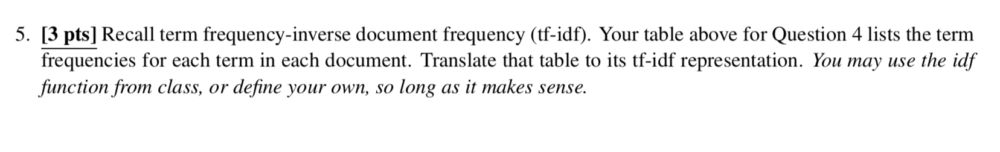 5. [3 pts] Recall term frequency-inverse document frequency (tf-idf). Your table above for Question 4 lists the term
frequencies for each term in each document. Translate that table to its tf-idf representation. You may use the idf
function from class, or define your own, so long as it makes sense.